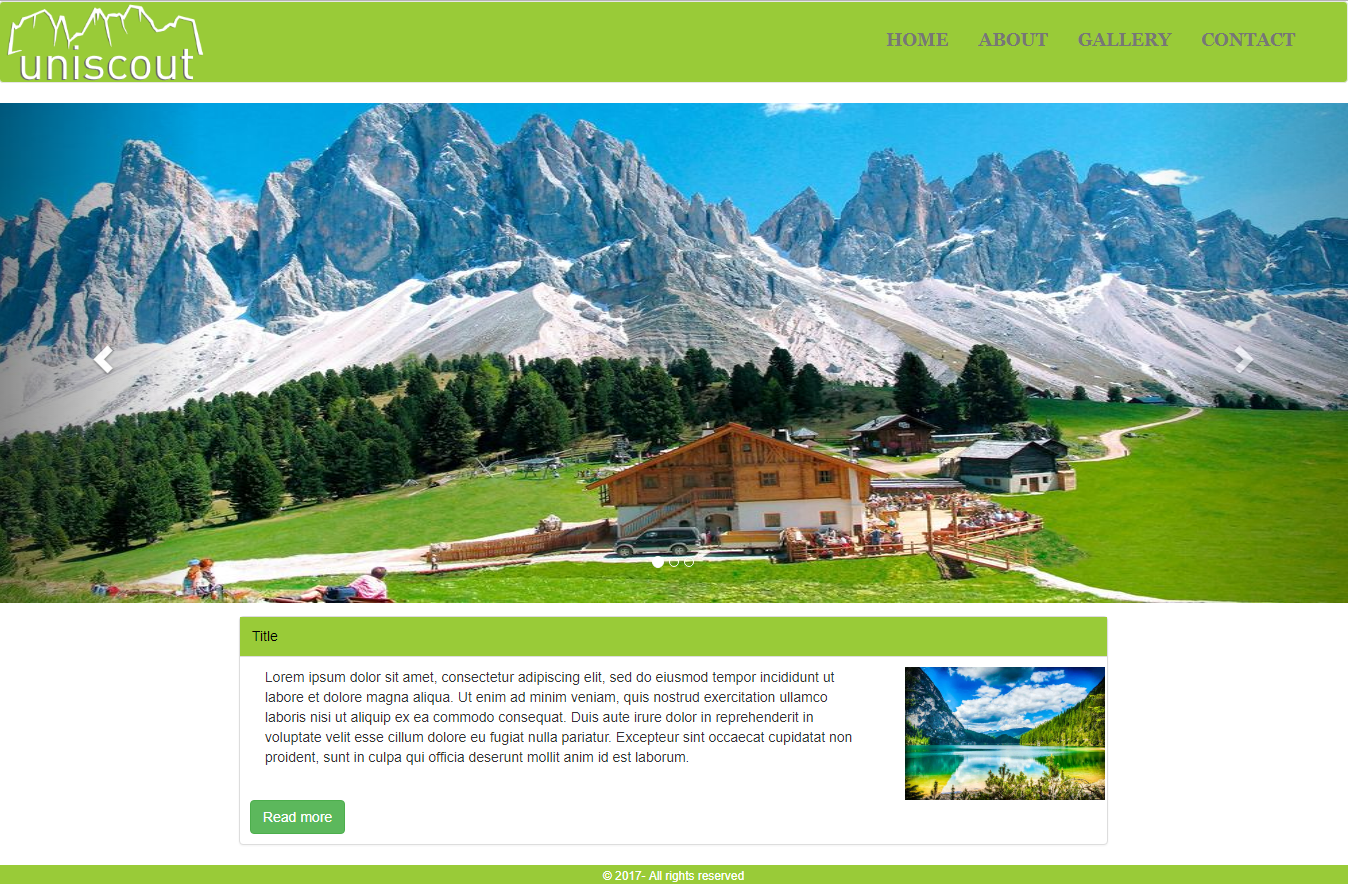 uniscout
HOME ABOUT GALLERY CONTACT
Title
Lorem ipsum dolor sit amet, consectetur adipiscing elit, sed do eiusmod tempor incididunt ut
labore et dolore magna aliqua. Ut enim ad minim veniam, quis nostrud exercitation ullamco
laboris nisi ut aliquip ex ea commodo consequat. Duis aute irure dolor in reprehenderit in
voluptate velit esse cillum dolore eu fugiat nulla pariatur. Excepteur sint occaecat cupidatat non
proident, sunt in culpa qui officia deserunt mollit anim id est laborum.
Read more
© 2017- All rights reserved